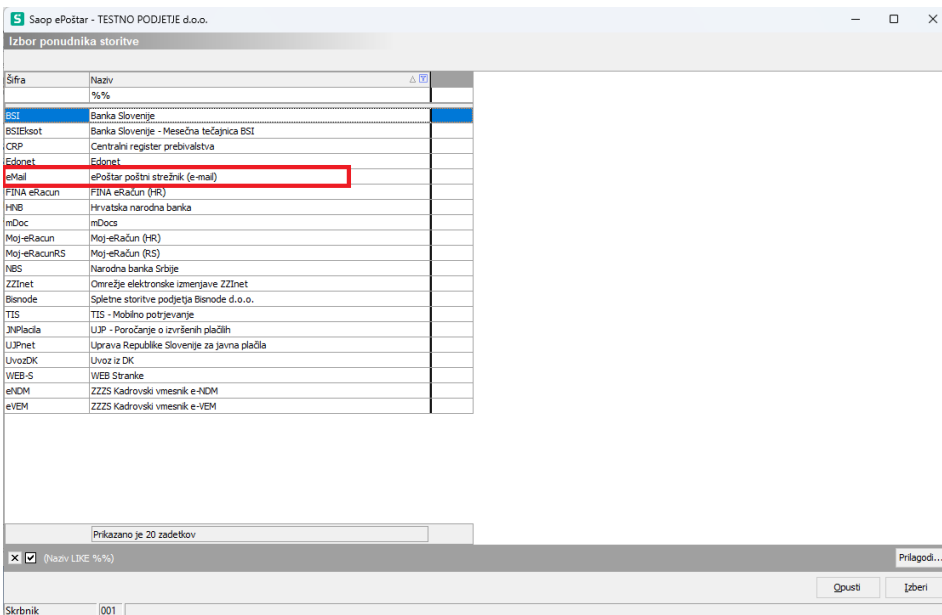 S Saop ePoštar - TESTNO PODJETJE d.o.o.
Izbor ponudnika storitve
Šifra Naziv
%%
BSI Banka Slovenije
BSIEksot Banka Slovenije - Mesečna tečajnica BSI
CRP Centralni register prebivalstva
Edonet Edonet
eMail ePoštar poštni strežnik (e-mail)
FINA eRacun FINA eRačun (HR)
HNB Hrvatska narodna banka
mDoc mDocs
Moj-eRacun Moj-eRačun (HR)
Moj-eRacunRS Moj-eRačun (RS)
NBS Narodna banka Srbije
ZZInet Omrežje elektronske izmenjave ZZInet
Bisnode Spletne storitve podjetja Bisnode d.o.o.
TIS TIS - Mobilno potrjevanje
JNPlacila UJP - Poročanje o izvršenih plačilih
UJPnet Uprava Republike Slovenije za javna plačila
UvozDK Uvoz iz DK
WEB-S WEB Stranke
eNDM ZZZS Kadrovski vmesnik e-NDM
eVEM ZZZS Kadrovski vmesnik e-VEM
Prikazano je 20 zadetkov
(Naziv LIKE %%)
Prilagodi...
Opusti Izberi
Skrbnik 001